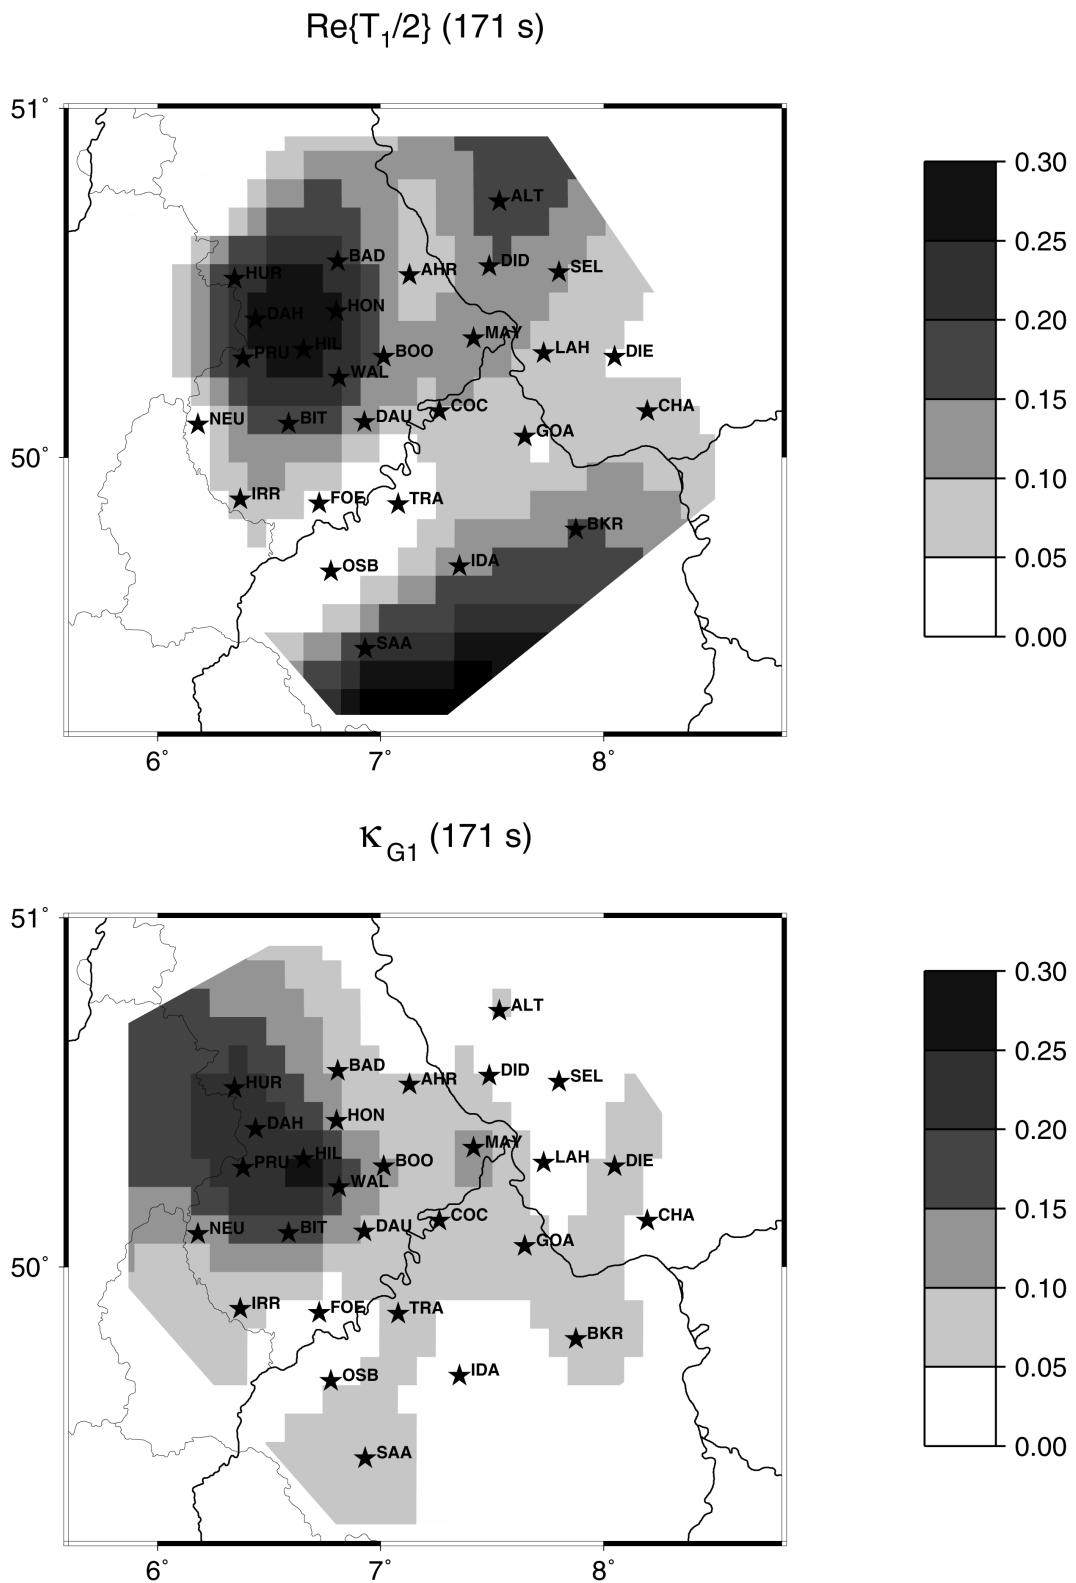 Re{T1/2} (171 s)
51°
50°
6° 7° 8°
ALT
BAD
DID
SEL
HUR
AHR
HON
DAH
MAY
HIL
LAH
DIE
PRU
BOO
WAL
COC
CHA
NEU
BIT
DAU
GOA
IRR
FOE
TRA
BKR
OSB
IDA
SAA
0.30
0.25
0.20
0.15
0.10
0.05
0.00
κG1 (171 s)
51°
50°
6° 7° 8°
ALT
BAD
DID
SEL
HUR
AHR
HON
DAH
MAY
HIL
LAH
DIE
PRU
BOO
WAL
COC
CHA
NEU
BIT
DAU
GOA
IRR
FOE
TRA
BKR
OSB
IDA
SAA
0.30
0.25
0.20
0.15
0.10
0.05
0.00